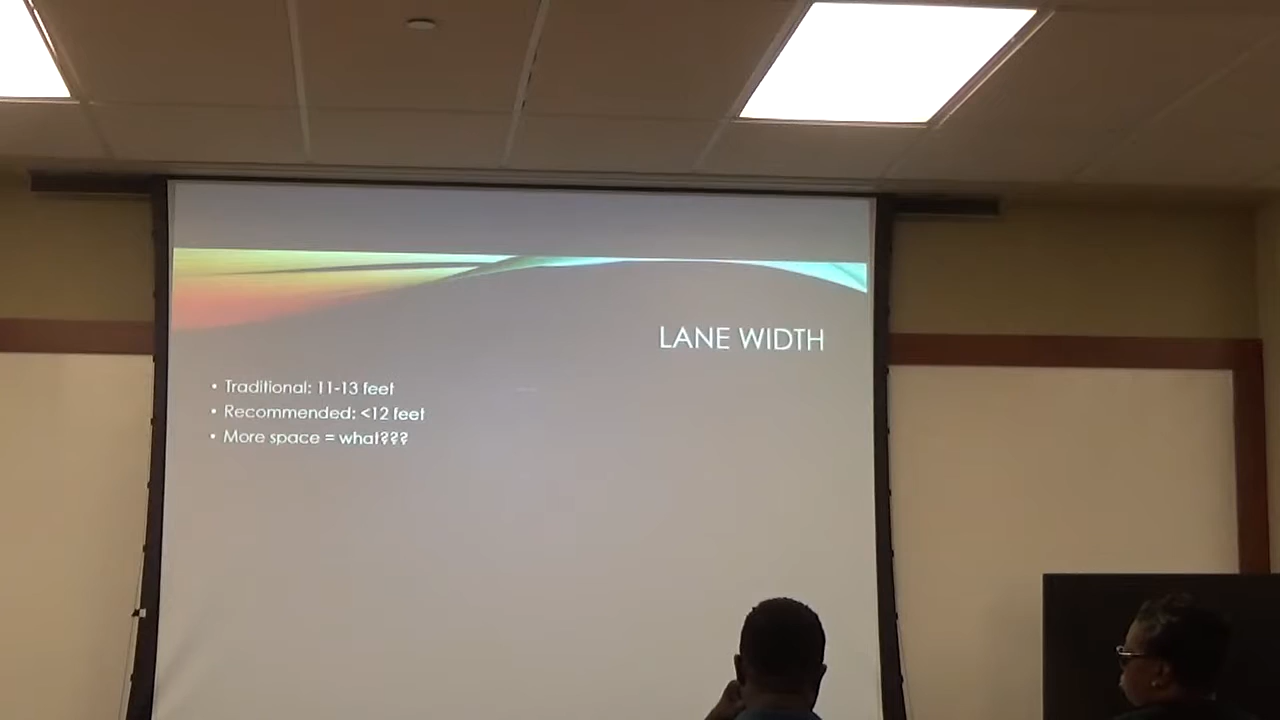 LANE WIDTH
• Traditional: 11-13 feet
• Recommended: <12 feet
• More space = what???